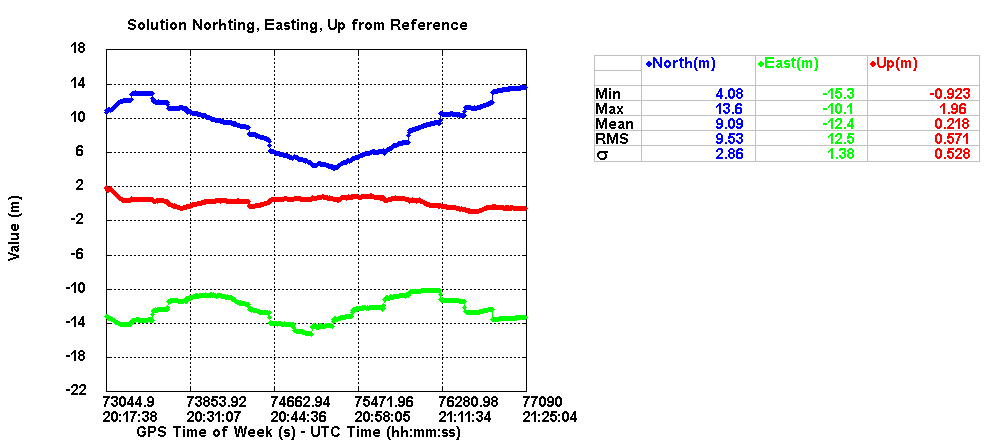 Solution Norhting, Easting, Up from Reference
18
14
10
6
2
-2
-6
-10
-14
-18
-22
Value (m)
73044.9 73853.92 74662.94 75471.96 76280.98 77090
20:17:38 20:31:07 20:44:36 20:58:05 21:11:34 21:25:04
GPS Time of Week (s) - UTC Time (hh:mm:ss)
North(m) East(m) Up(m)
Min 4.08 -15.3 -0.923
Max 13.6 -10.1 1.96
Mean 9.09 -12.4 0.218
RMS 9.53 12.5 0.571
σ 2.86 1.38 0.528